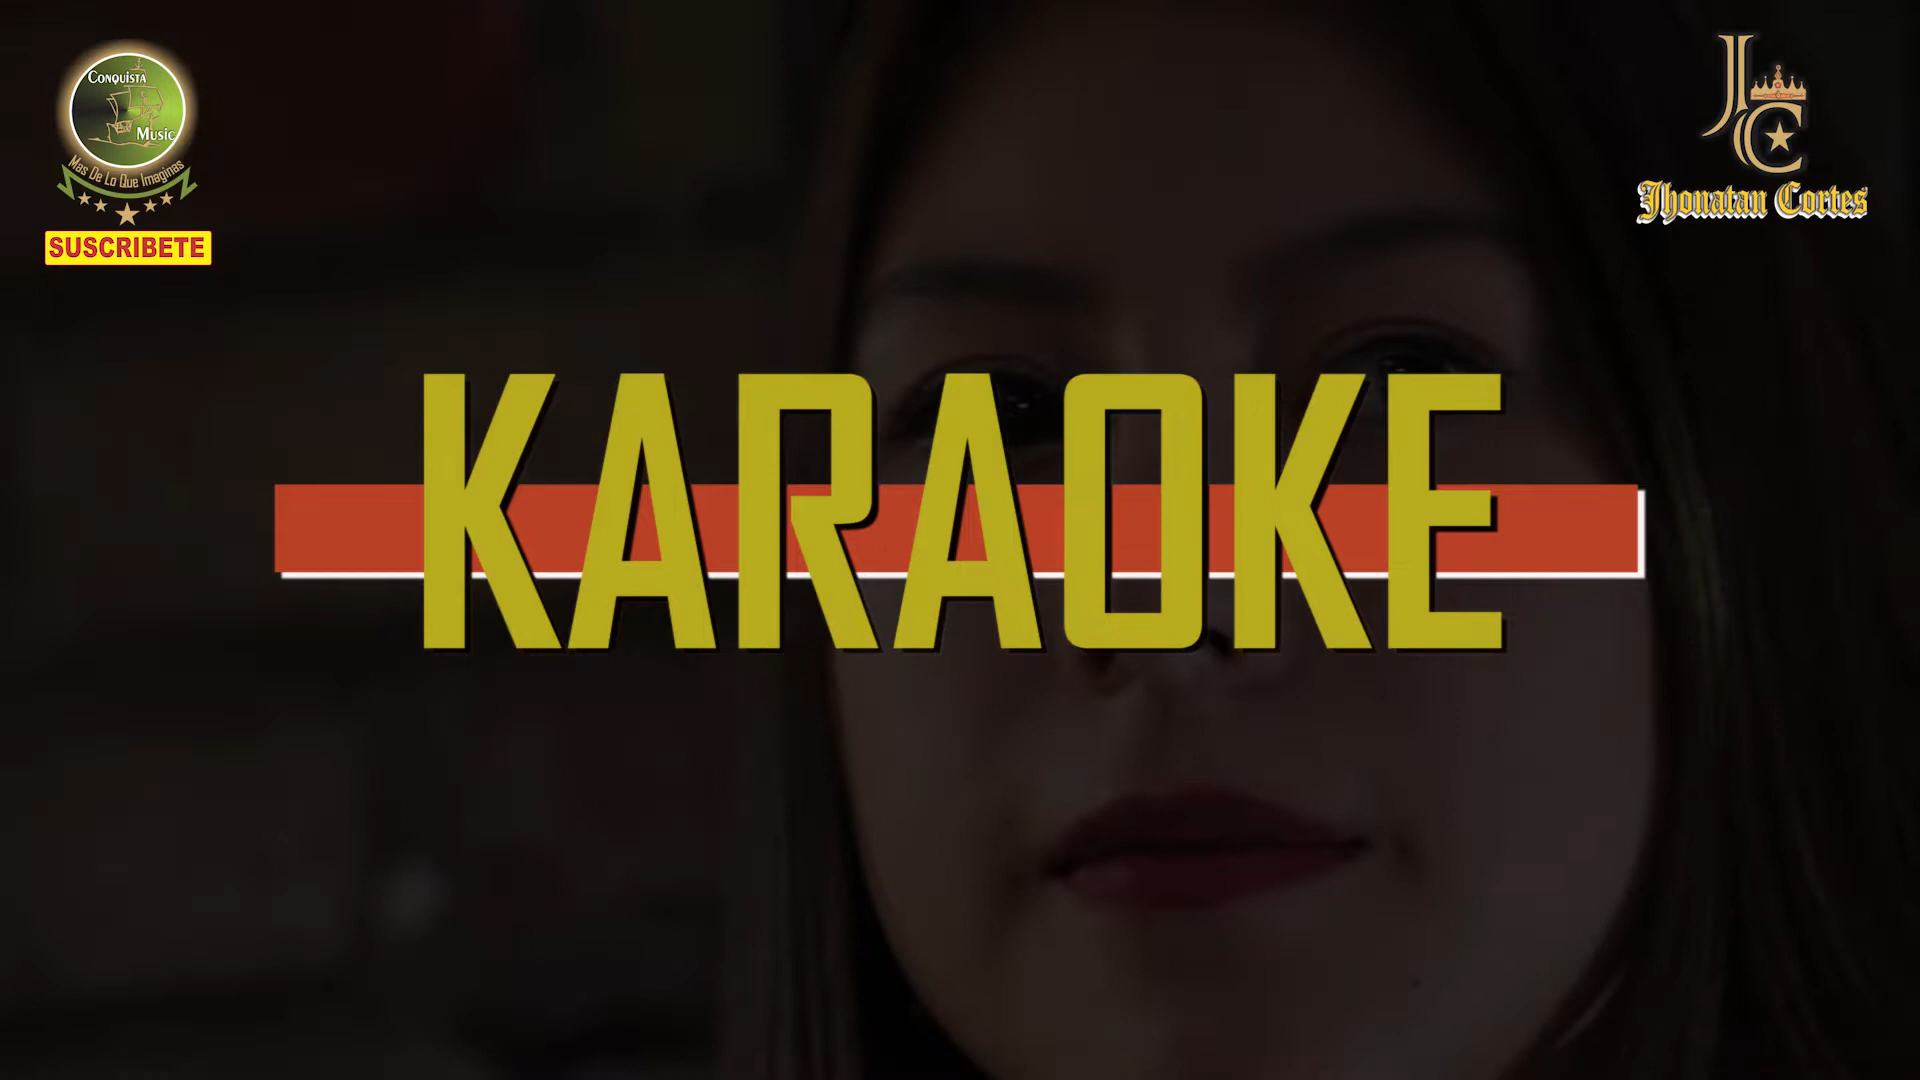 Conquista
Music
Mas De Lo Que Imaginas
SUSCRIBETE
JC
Jhonatan Cortes
KARAOKE